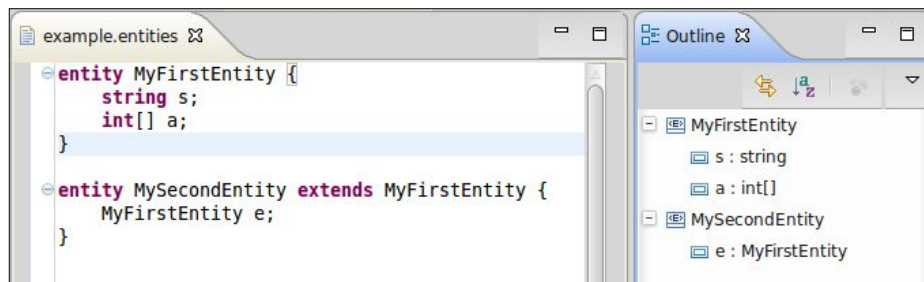 example.entities
entity MyFirstEntity {
string s;
int[] a;
}
entity MySecondEntity extends MyFirstEntity {
MyFirstEntity e;
}
Outline
a
z
MyFirstEntity
s : string
a : int[]
MySecondEntity
e : MyFirstEntity